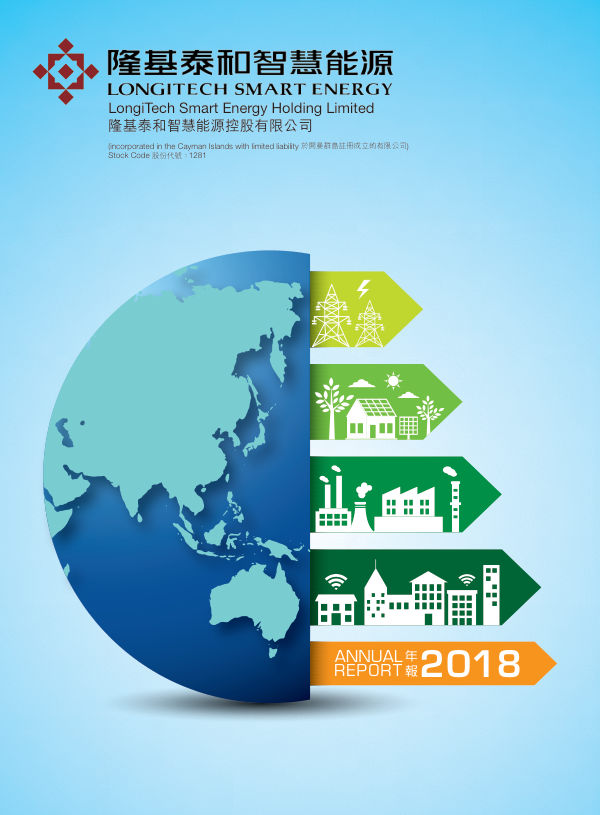 隆基泰和智慧能源
LONGITECH SMART ENERGY
LongiTech Smart Energy Holding Limited
隆基泰和智慧能源控股有限公司
(incorporated in the Cayman Islands with limited liability 於開曼群島註冊成立的有限公司)
Stock Code 股份代號：1281
ANNUAL REPORT 年報 2018